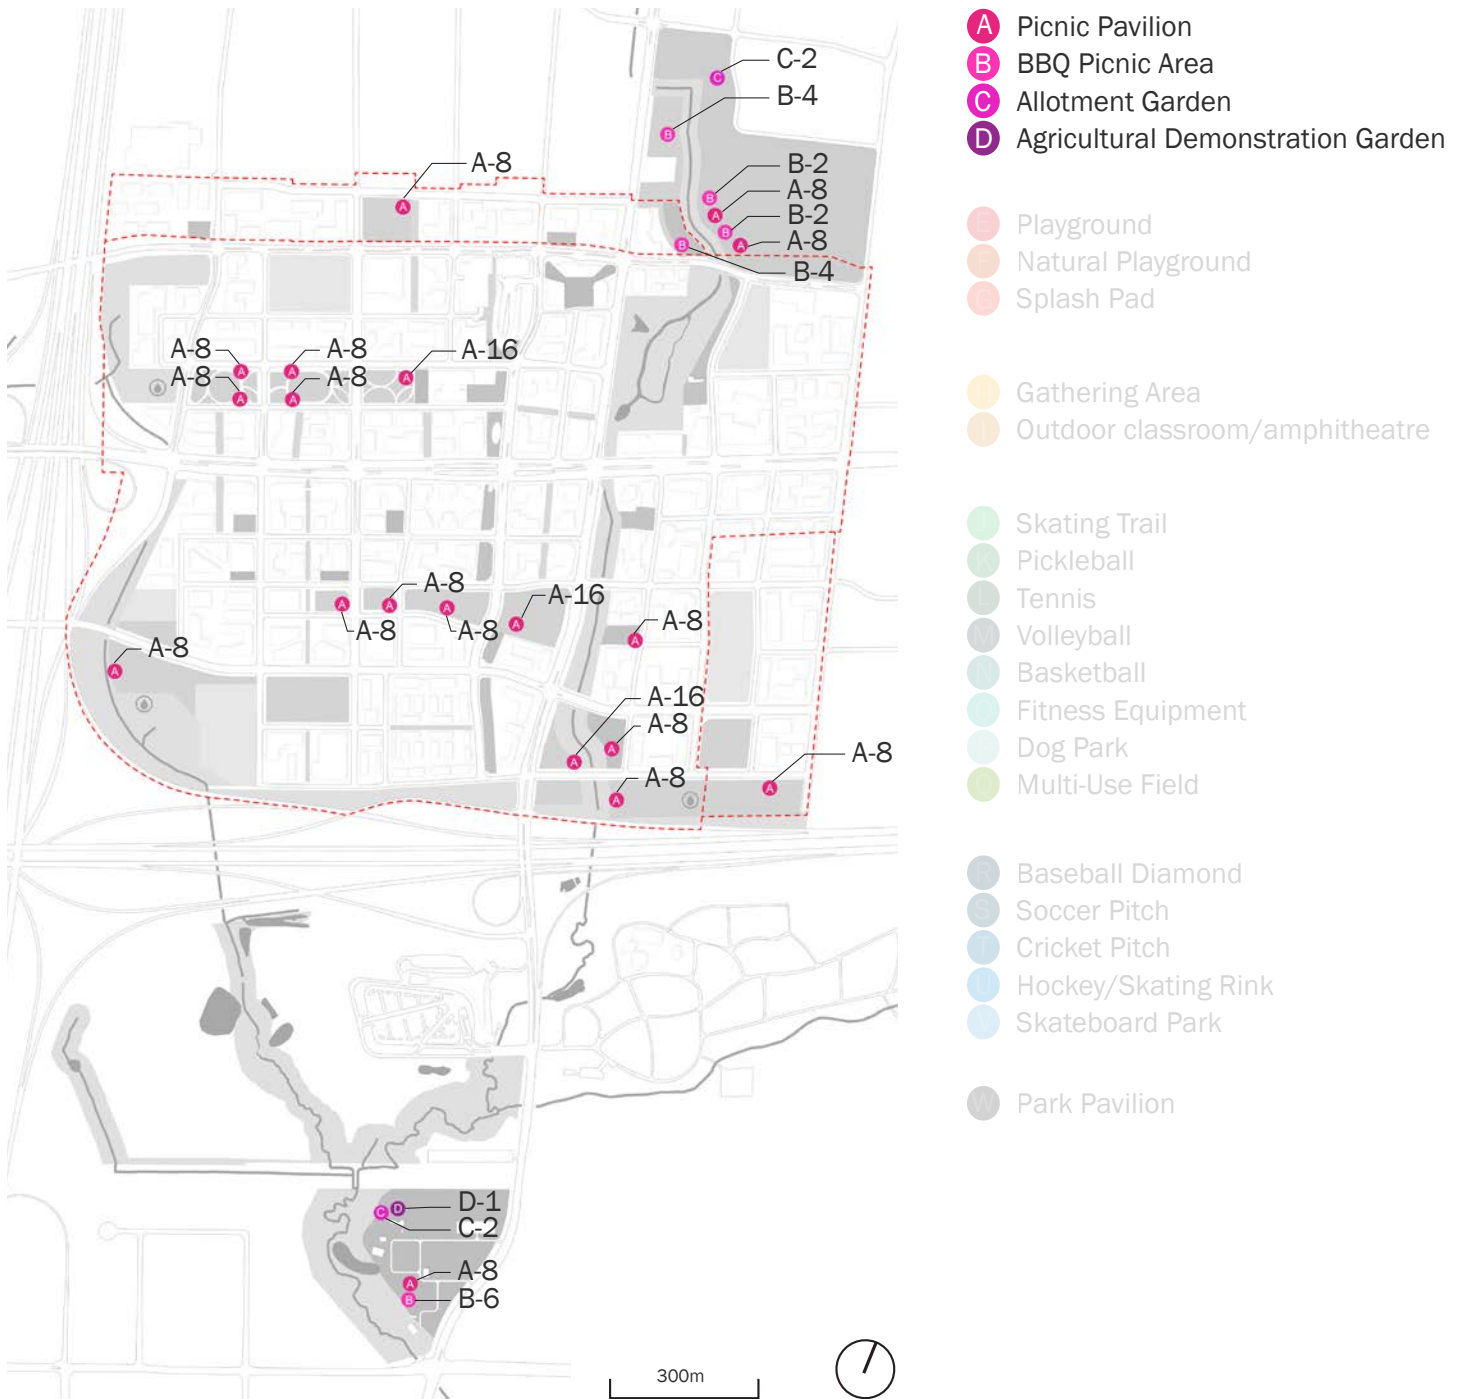 C-2
B-4
A-8
B-2
A-8
B-2
A-8
B-4
A-8
A-8
A-8
A-8
A-16
A-8
A-8
A-8
A-16
A-8
A-8
A-16
A-8
A-8
A-8
D-1
C-2
A-8
B-6
300m
A Picnic Pavilion
B BBQ Picnic Area
C Allotment Garden
D Agricultural Demonstration Garden
E Playground
F Natural Playground
G Splash Pad
Gathering Area
Outdoor classroom/amphitheatre
J Skating Trail
K Pickleball
L Tennis
M Volleyball
N Basketball
Fitness Equipment
Dog Park
Q Multi-Use Field
R Baseball Diamond
S Soccer Pitch
T Cricket Pitch
U Hockey/Skating Rink
Skateboard Park
W Park Pavilion